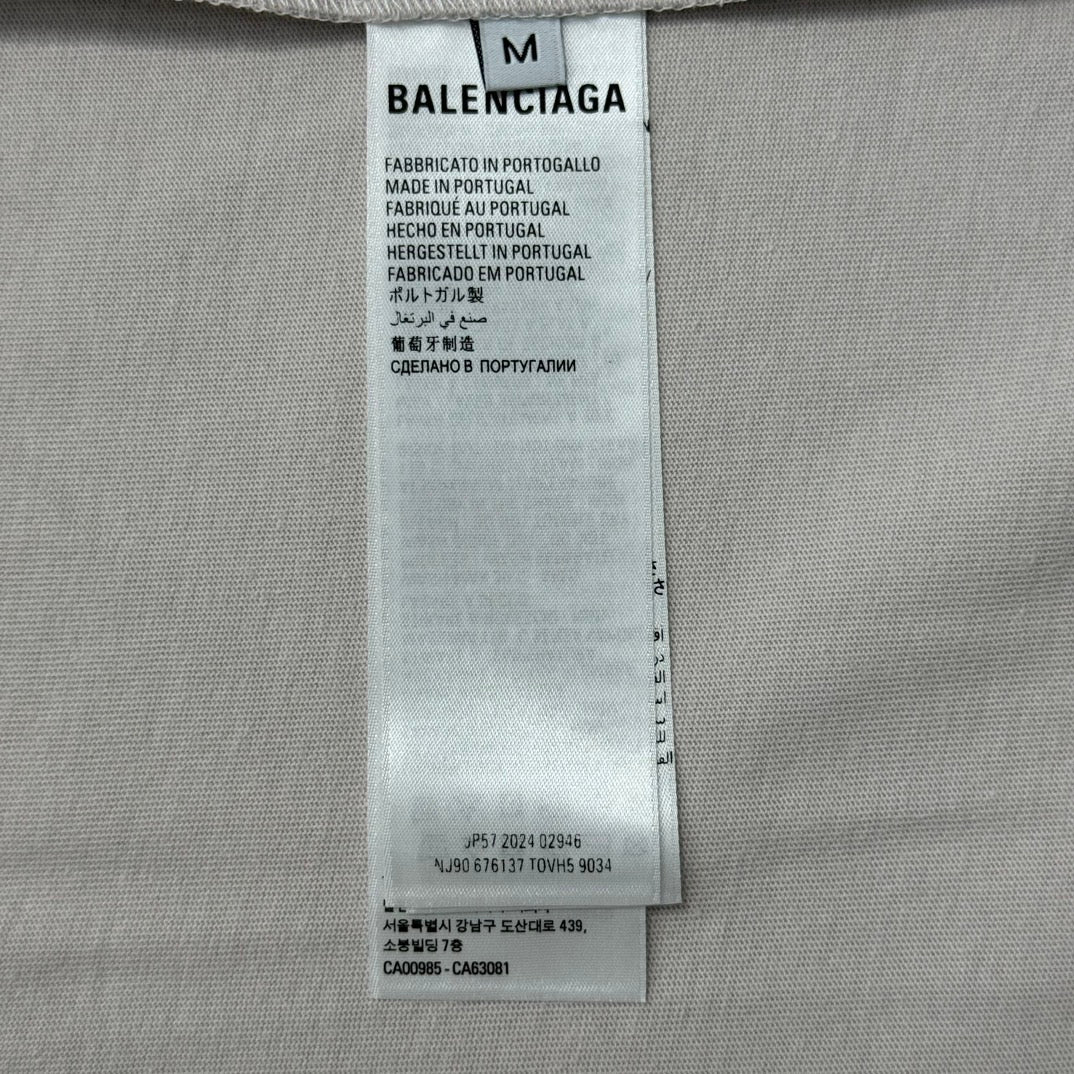 M
BALENCIAGA
FABBRICATO IN PORTOGALLO
MADE IN PORTUGAL
FABRIQUÉ AU PORTUGAL
HECHO EN PORTUGAL
HERGESTELLT IN PORTUGAL
FABRICADO EM PORTUGAL
ポルトガル製
صنع في البرتغال
葡萄牙制造
СДЕЛАНО В ПОРТУГАЛИИ
JP57 2024 02946
NJ90 676137 TOVH5 9034
서울특별시 강남구 도산대로 439,
소봉빌딩 7층
CA00985 - CA63081